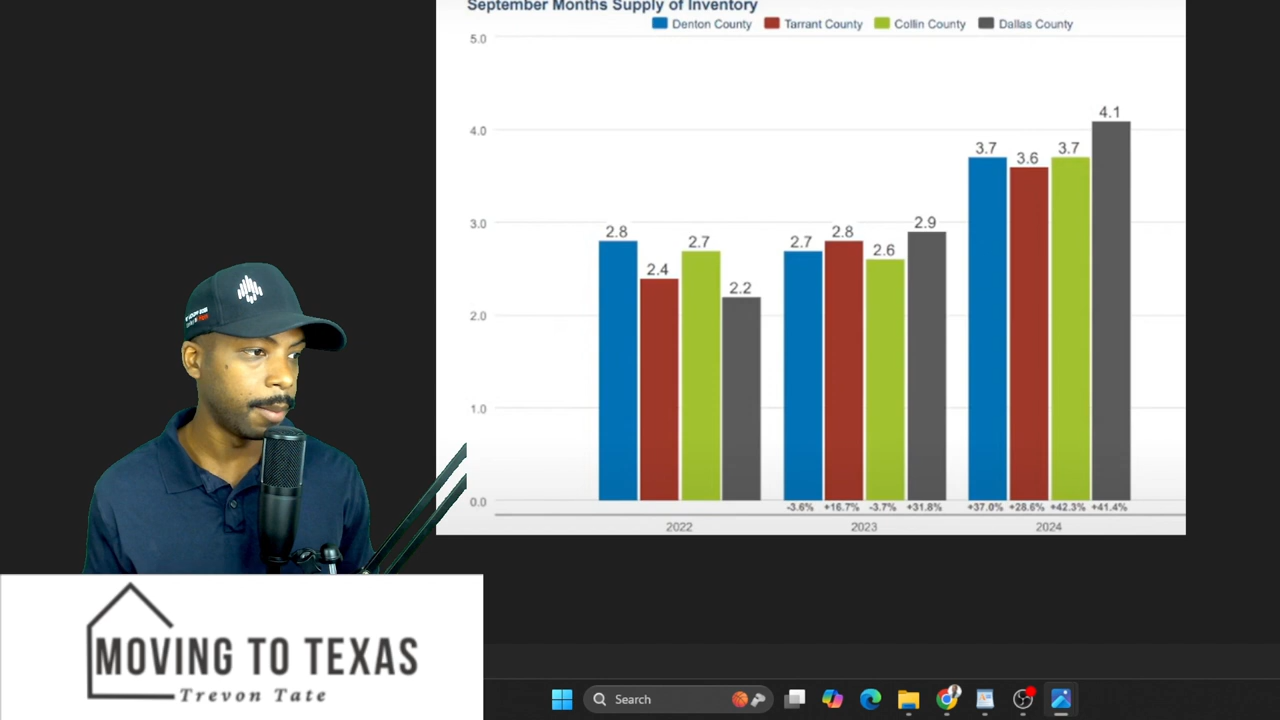 September Months Supply of Inventory
Denton County Tarrant County Collin County Dallas County
5.0
4.0
3.0
2.0
1.0
0.0
2.8 2.4 2.7 2.2
2.7 2.8 2.6 2.9
3.7 3.6 3.7 4.1
-3.6% +16.7% -3.7% +31.8% +37.0% +28.6% +42.3% +41.4%
2022 2023 2024
MOVING TO TEXAS
Trevon Tate
Search